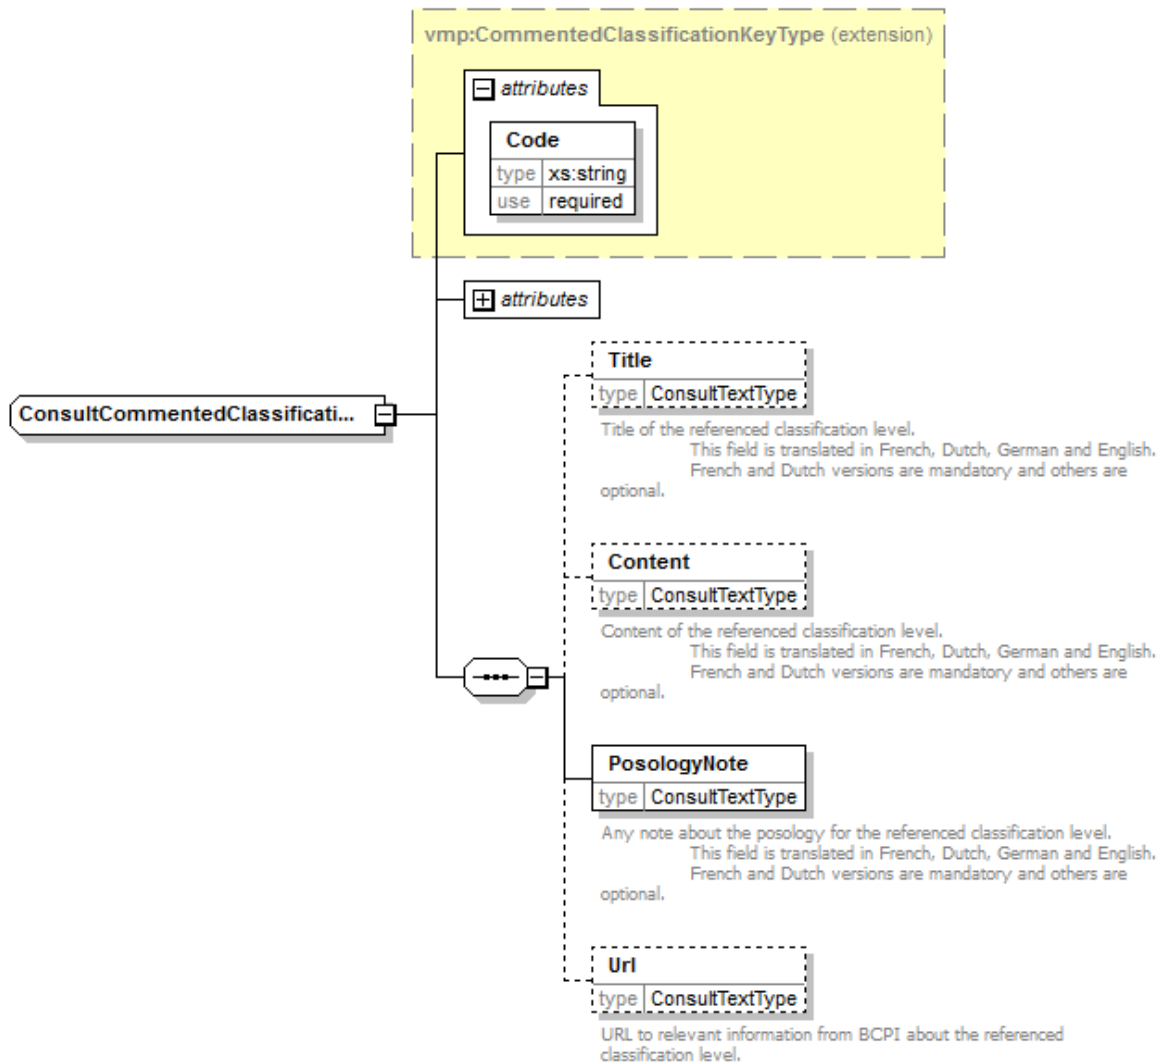 vmp:CommentedClassificationKeyType (extension)
attributes
Code
type xs:string
use required
attributes
ConsultCommentedClassificati...
Title
type ConsultTextType
Title of the referenced classification level.
This field is translated in French, Dutch, German and English.
French and Dutch versions are mandatory and others are
optional.
Content
type ConsultTextType
Content of the referenced classification level.
This field is translated in French, Dutch, German and English.
French and Dutch versions are mandatory and others are
optional.
PosologyNote
type ConsultTextType
Any note about the posology for the referenced classification level.
This field is translated in French, Dutch, German and English.
French and Dutch versions are mandatory and others are
optional.
Url
type ConsultTextType
URL to relevant information from BCPI about the referenced
classification level.